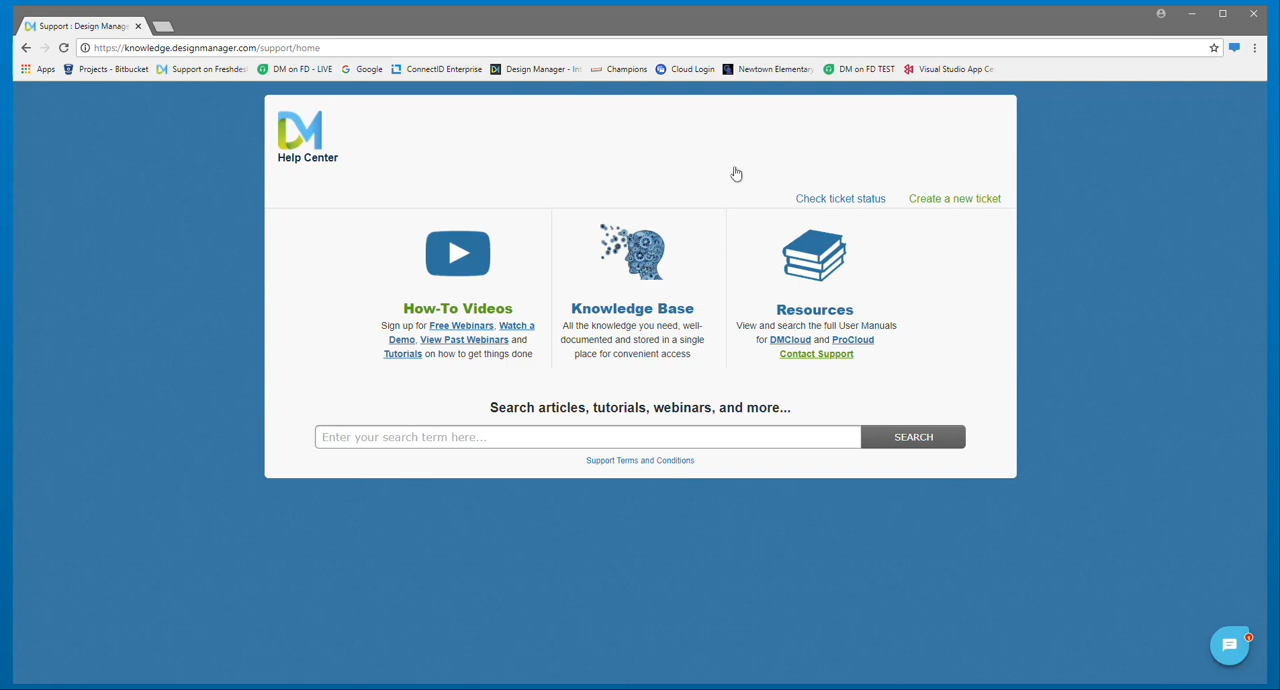 Support : Design Manage
https://knowledge.designmanager.com/support/home
Apps Projects - Bitbucket Support on Freshdes DM on FD - LIVE Google ConnectID Enterprise Design Manager - Int Champions Cloud Login Newtown Elementary DM on FD TEST Visual Studio App Ce
DM
Help Center
Check ticket status Create a new ticket
How-To Videos
Sign up for Free Webinars, Watch a
Demo, View Past Webinars and
Tutorials on how to get things done
Knowledge Base
All the knowledge you need, well-
documented and stored in a single
place for convenient access
Resources
View and search the full User Manuals
for DMCloud and ProCloud
Contact Support
Search articles, tutorials, webinars, and more...
Enter your search term here...
SEARCH
Support Terms and Conditions